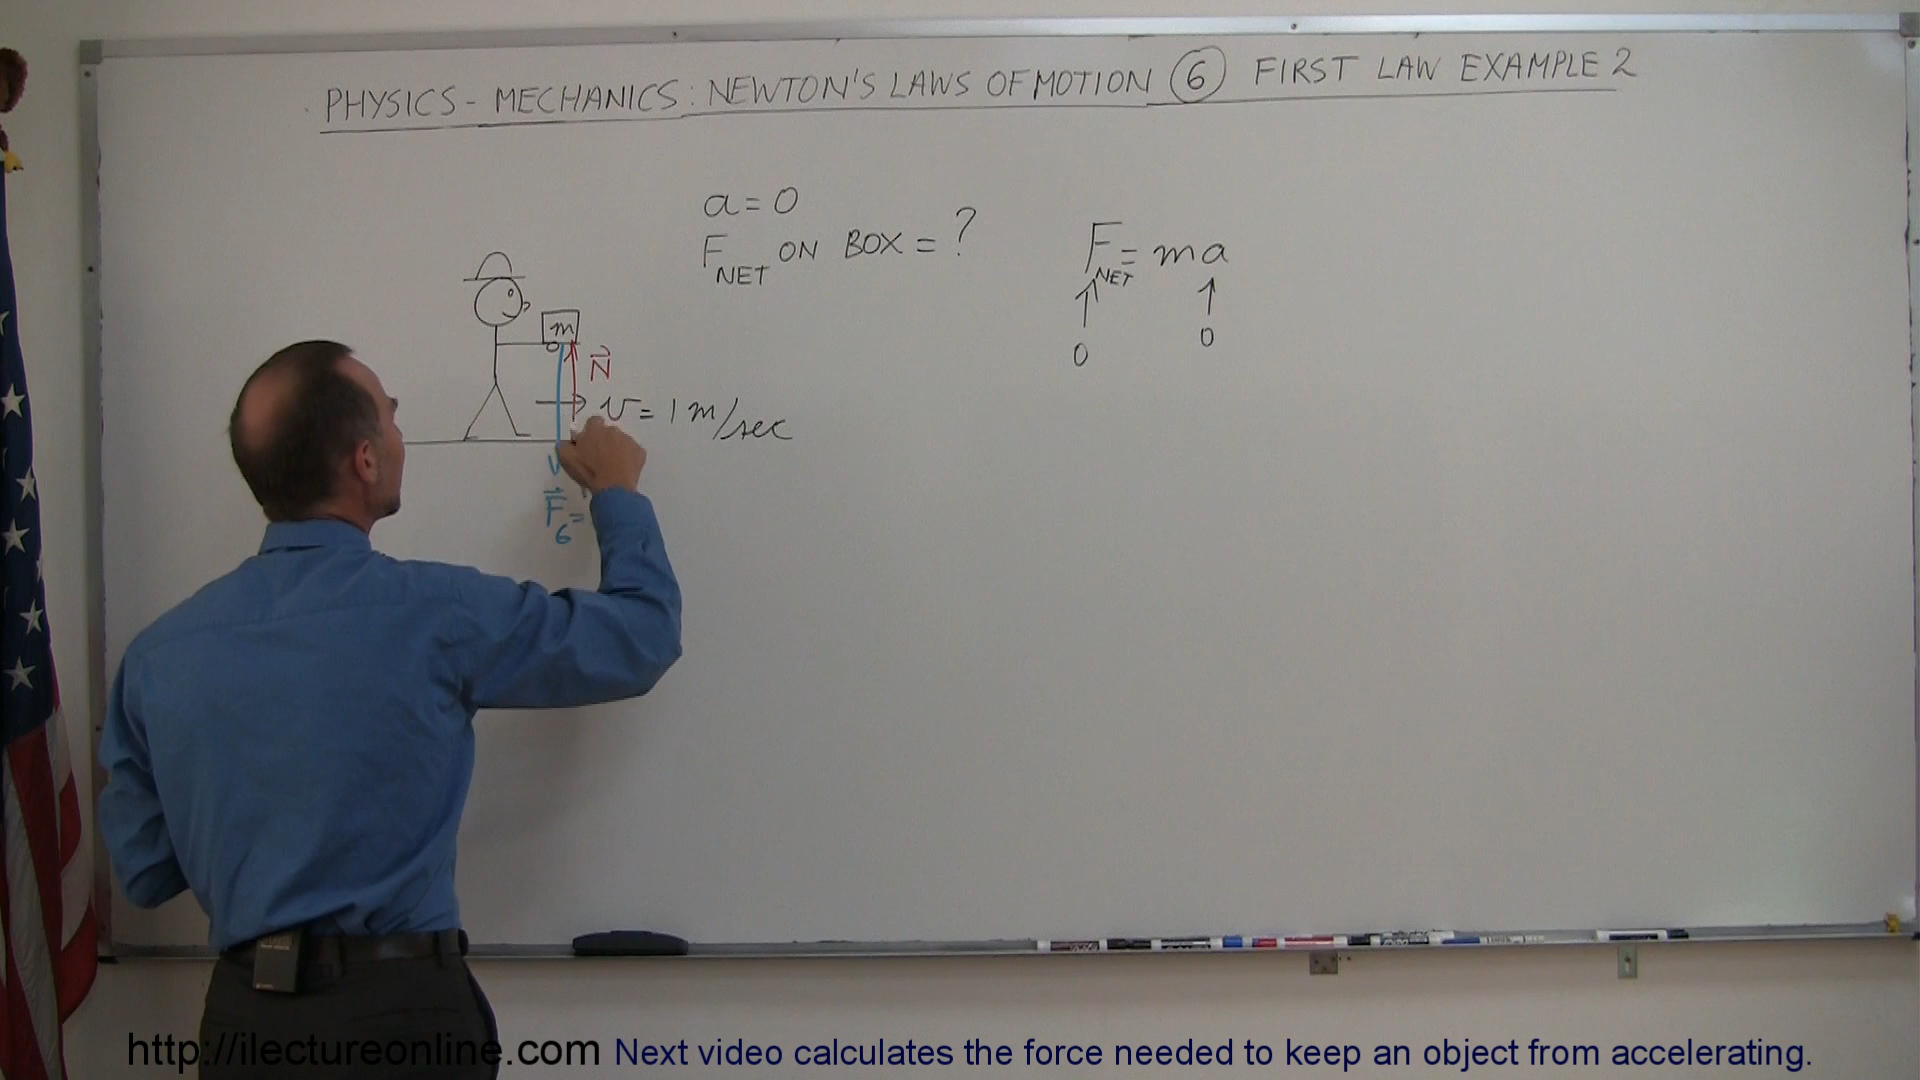 PHYSICS - MECHANICS: NEWTON'S LAWS OF MOTION 6 FIRST LAW EXAMPLE 2
a = 0
F NET ON BOX = ?
F NET = ma
0
0
m
N
v = 1 m/sec
F G =
http://ilectureonline.com Next video calculates the force needed to keep an object from accelerating.